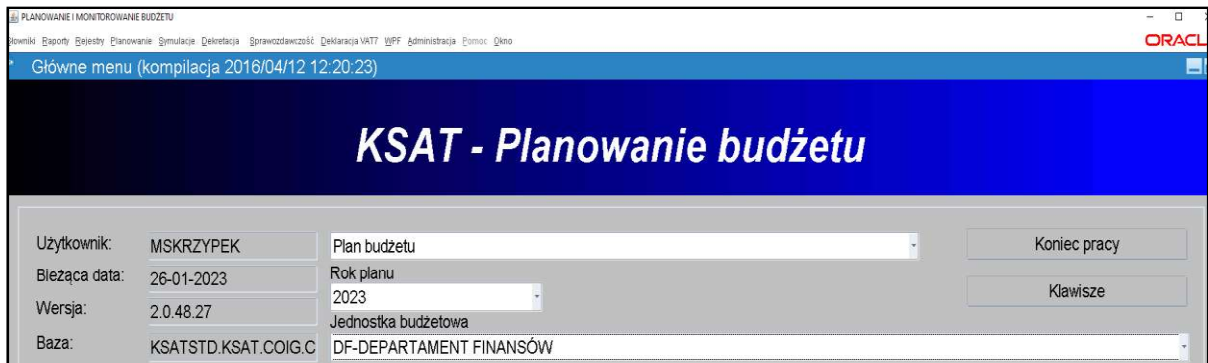 PLANOWANIE I MONITOROWANIE BUDŻETU
łowniki Raporty Rejestry Planowanie Symulacje Dekretacja Sprawozdawczość Deklaracja VAT7 WPF Administracja Pomoc Okno
ORACL
Główne menu (kompilacja 2016/04/12 12:20:23)
KSAT - Planowanie budżetu
Użytkownik: MSKRZYPEK Plan budżetu Koniec pracy
Bieżąca data: 26-01-2023 Rok planu
2023 Klawisze
Wersja: 2.0.48.27
Jednostka budżetowa
Baza: KSATSTD.KSAT.COIG.C DF-DEPARTAMENT FINANSÓW